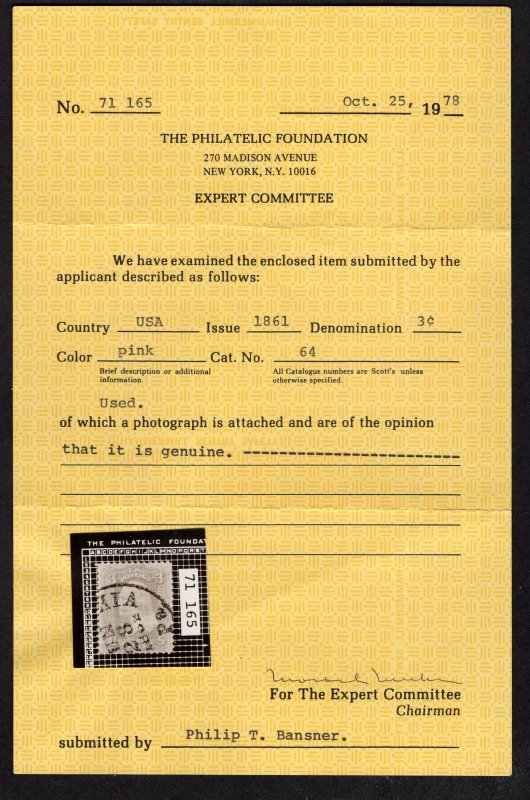 No. 71 165 Oct. 25, 1978
THE PHILATELIC FOUNDATION
270 MADISON AVENUE
NEW YORK, N.Y. 10016
EXPERT COMMITTEE
We have examined the enclosed item submitted by the
applicant described as follows:
Country USA Issue 1861 Denomination 3¢
Color pink Cat. No. 64
Brief description or additional information
All Catalogue numbers are Scott's unless otherwise specified.
Used.
of which a photograph is attached and are of the opinion
that it is genuine. --------------------------
THE PHILATELIC FOUNDAT
ABCDEFGHIJKLMNOPQRST
71 165
For The Expert Committee
Chairman
submitted by Philip T. Bansner.